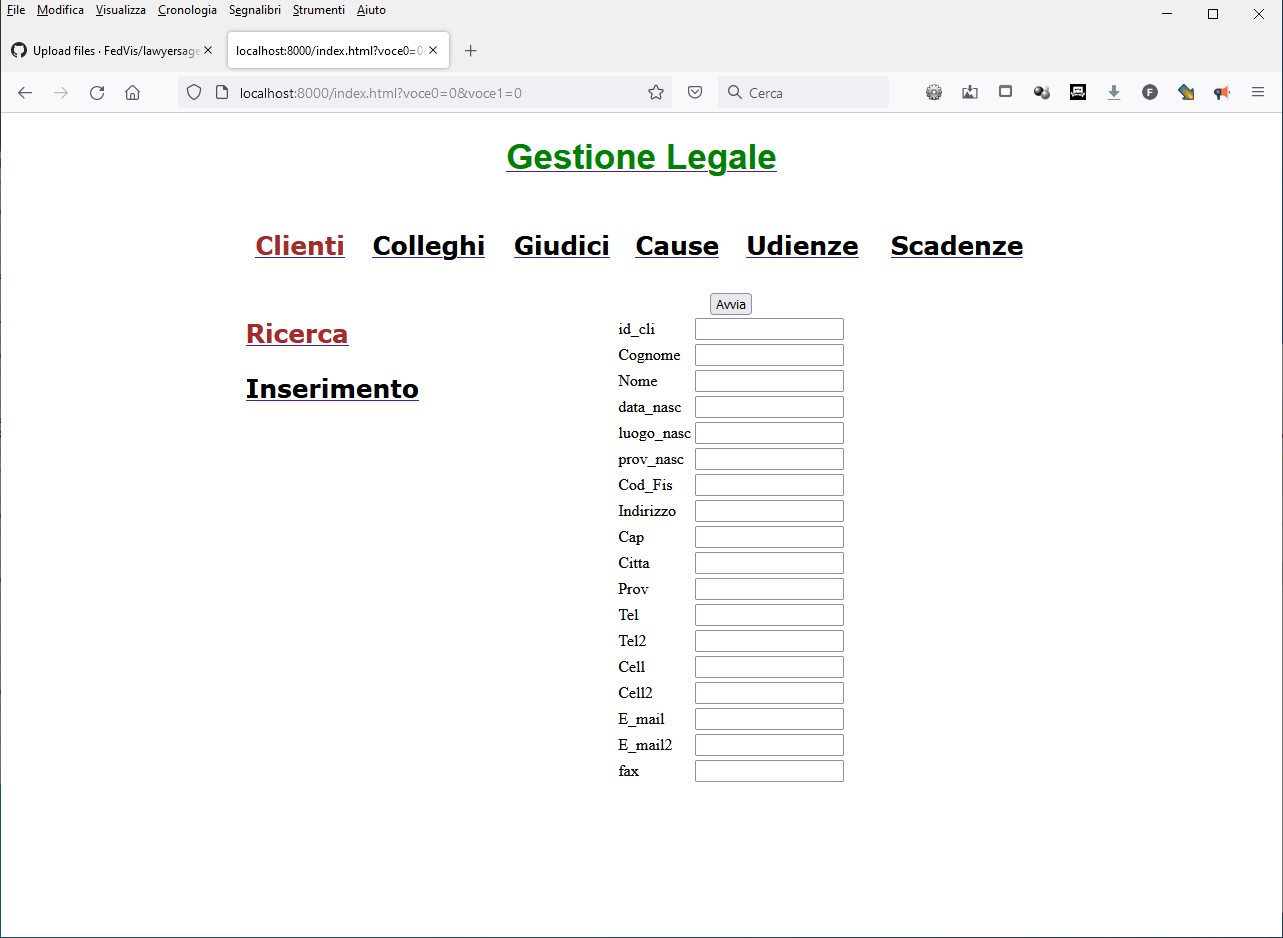 File Modifica Visualizza Cronologia Segnalibri Strumenti Aiuto
Upload files · FedVis/lawyersage
localhost:8000/index.html?voce0=0
localhost:8000/index.html?voce0=0&voce1=0
Cerca
F
Gestione Legale
Clienti Colleghi Giudici Cause Udienze Scadenze
Avvia
Ricerca
Inserimento
id_cli
Cognome
Nome
data_nasc
luogo_nasc
prov_nasc
Cod_Fis
Indirizzo
Cap
Citta
Prov
Tel
Tel2
Cell
Cell2
E_mail
E_mail2
fax